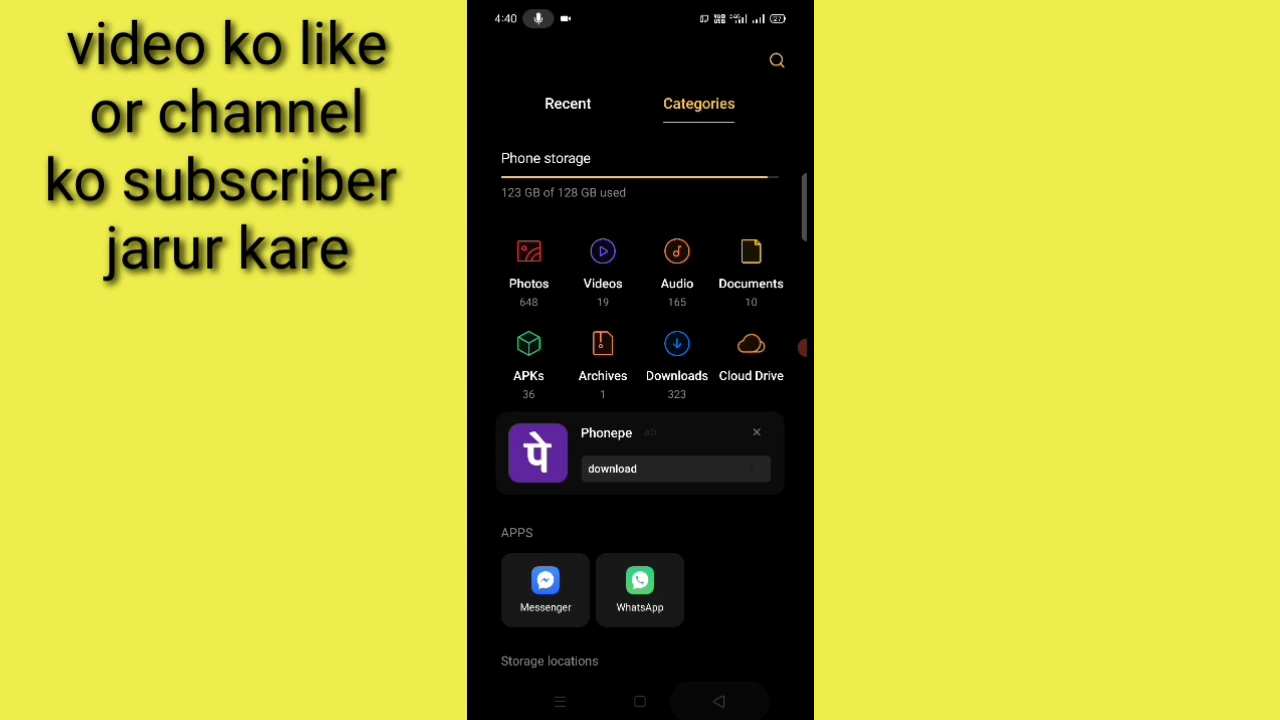 video ko like
or channel
ko subscriber
jarur kare
4:40
27
Recent
Categories
Phone storage
123 GB of 128 GB used
Photos
Videos
Audio
Documents
648
19
165
10
APKs
Archives
Downloads
Cloud Drive
36
1
323
Phonepe AD
पे
download
APPS
Messenger
WhatsApp
Storage locations